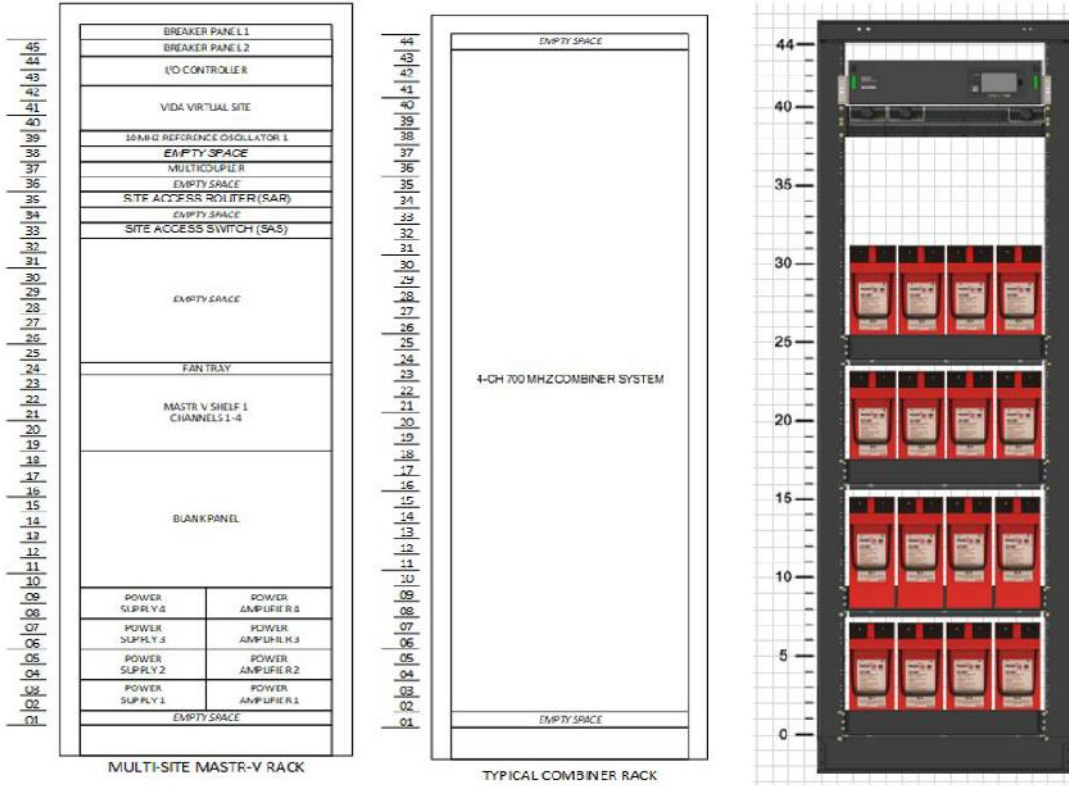 BREAKER PANEL 1
45
BREAKER PANEL 2
44
43
I/O CONTROLLER
42
41
VIDA VIRTUAL SITE
40
39
10 MHZ REFERENCE OSCILLATOR 1
38
EMPTY SPACE
37
MULTICOUPLER
36
EMPTY SPACE
35
SITE ACCESS ROUTER (SAR)
34
EMPTY SPACE
33
SITE ACCESS SWITCH (SAS)
32
31
30
29
28
27
26
25
EMPTY SPACE
24
FAN TRAY
23
22
21
20
19
MASTR V SHELF 1
CHANNELS 1-4
18
17
16
15
14
13
12
11
10
BLANK PANEL
09
08
POWER
SUPPLY 4
POWER
AMPLIFIER 4
07
06
POWER
SUPPLY 3
POWER
AMPLIFIER 3
05
04
POWER
SUPPLY 2
POWER
AMPLIFIER 2
03
02
POWER
SUPPLY 1
POWER
AMPLIFIER 1
01
EMPTY SPACE
MULTI-SITE MASTR-V RACK
44
EMPTY SPACE
43
42
41
40
39
38
37
36
35
34
33
32
31
30
29
28
26
25
24
23
22
21
20
19
18
17
16
15
14
13
12
11
10
09
08
07
06
05
04
03
02
01
4-CH 700 MHZ COMBINER SYSTEM
EMPTY SPACE
TYPICAL COMBINER RACK
44
40
35
30
25
20
15
10
5
0